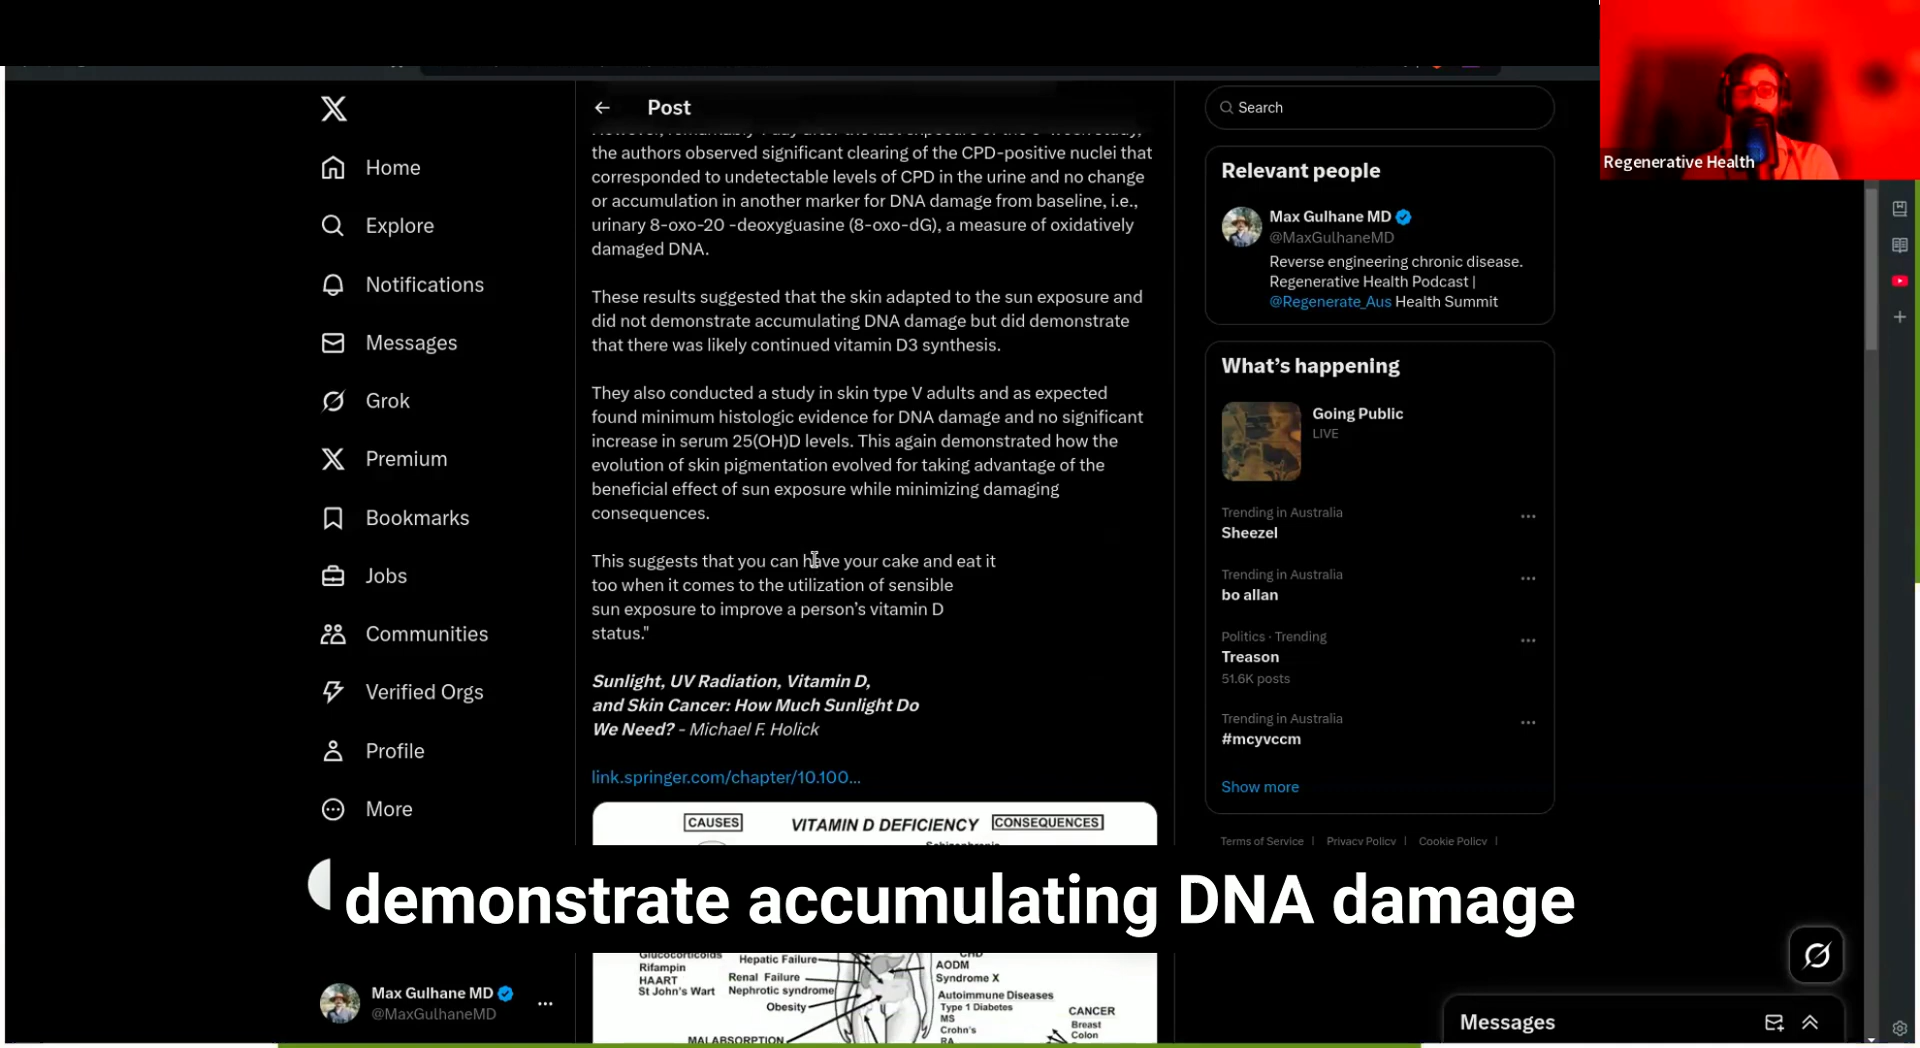 Home
Explore
Notifications
Messages
Grok
Premium
Bookmarks
Jobs
Communities
Verified Orgs
Profile
More
Max Gulhane MD
@MaxGulhaneMD
Post
the authors observed significant clearing of the CPD-positive nuclei that
corresponded to undetectable levels of CPD in the urine and no change
or accumulation in another marker for DNA damage from baseline, i.e.,
urinary 8-oxo-20 -deoxyguasine (8-oxo-dG), a measure of oxidatively
damaged DNA.
These results suggested that the skin adapted to the sun exposure and
did not demonstrate accumulating DNA damage but did demonstrate
that there was likely continued vitamin D3 synthesis.
They also conducted a study in skin type V adults and as expected
found minimum histologic evidence for DNA damage and no significant
increase in serum 25(OH)D levels. This again demonstrated how the
evolution of skin pigmentation evolved for taking advantage of the
beneficial effect of sun exposure while minimizing damaging
consequences.
This suggests that you can have your cake and eat it
too when it comes to the utilization of sensible
sun exposure to improve a person's vitamin D
status."
Sunlight, UV Radiation, Vitamin D,
and Skin Cancer: How Much Sunlight Do
We Need? - Michael F. Holick
link.springer.com/chapter/10.100...
CAUSES VITAMIN D DEFICIENCY CONSEQUENCES
demonstrate accumulating DNA damage
Glucocorticoids
Rifampin
HAART
St John's Wart
Hepatic Failure
Renal Failure
Nephrotic syndrome
Obesity
MALABSORPTION
AODM
Syndrome X
Autoimmune Diseases
Type 1 Diabetes
MS
Crohn's
RA
CANCER
Breast
Colon
Search
Relevant people
Max Gulhane MD
@MaxGulhaneMD
Reverse engineering chronic disease.
Regenerative Health Podcast |
@Regenerate_Aus Health Summit
What's happening
Going Public
LIVE
Trending in Australia
Sheezel
Trending in Australia
bo allan
Politics · Trending
Treason
51.6K posts
Trending in Australia
#mcyvccm
Show more
Terms of Service | Privacy Policy | Cookie Policy |
Messages
Regenerative Health